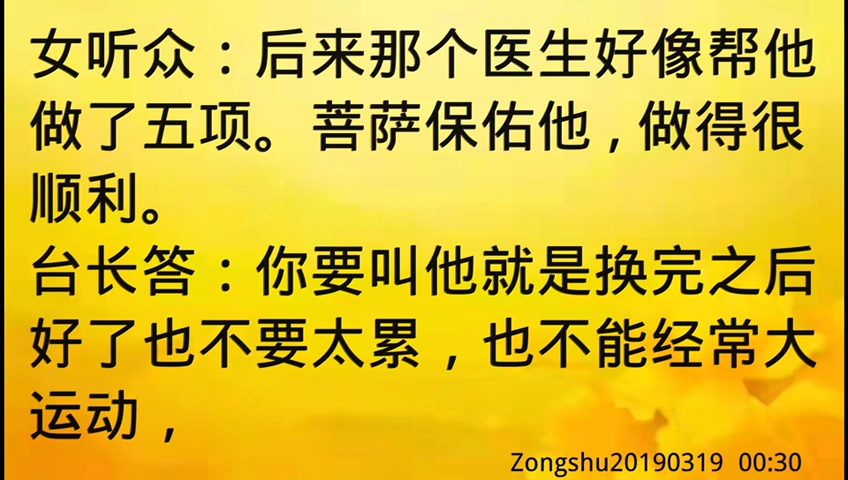 女听众：后来那个医生好像帮他
做了五项。菩萨保佑他，做得很
顺利。
台长答：你要叫他就是换完之后
好了也不要太累，也不能经常大
运动，
Zongshu20190319  00:30